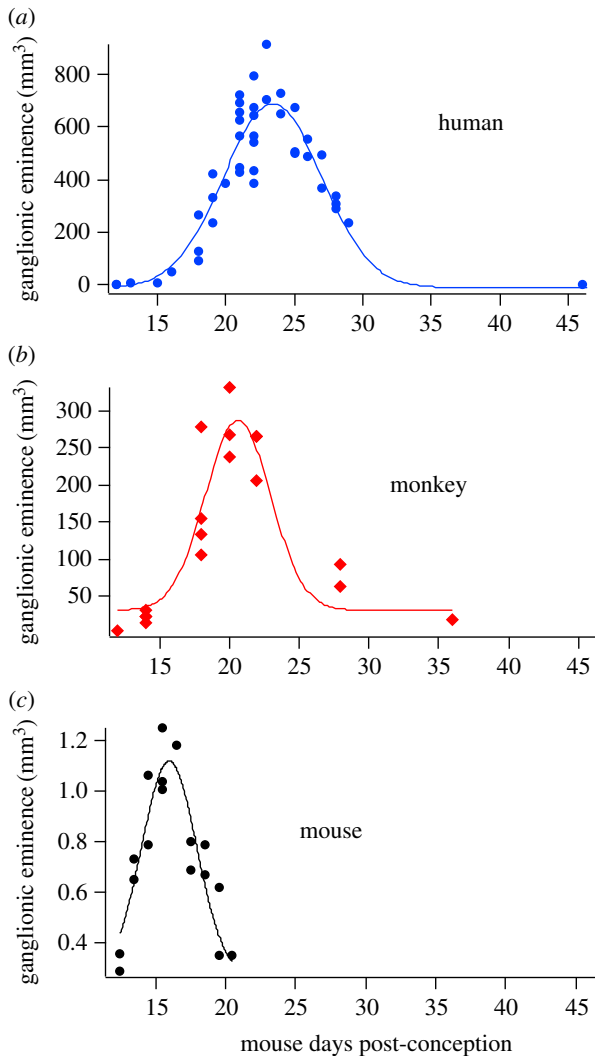 (a)
ganglionic eminence (mm³)
800
600
400
200
0
human
15 20 25 30 35 40 45
(b)
ganglionic eminence (mm³)
300
250
200
150
100
50
monkey
15 20 25 30 35 40 45
(c)
ganglionic eminence (mm³)
1.2
1.0
0.8
0.6
0.4
mouse
15 20 25 30 35 40 45
mouse days post-conception